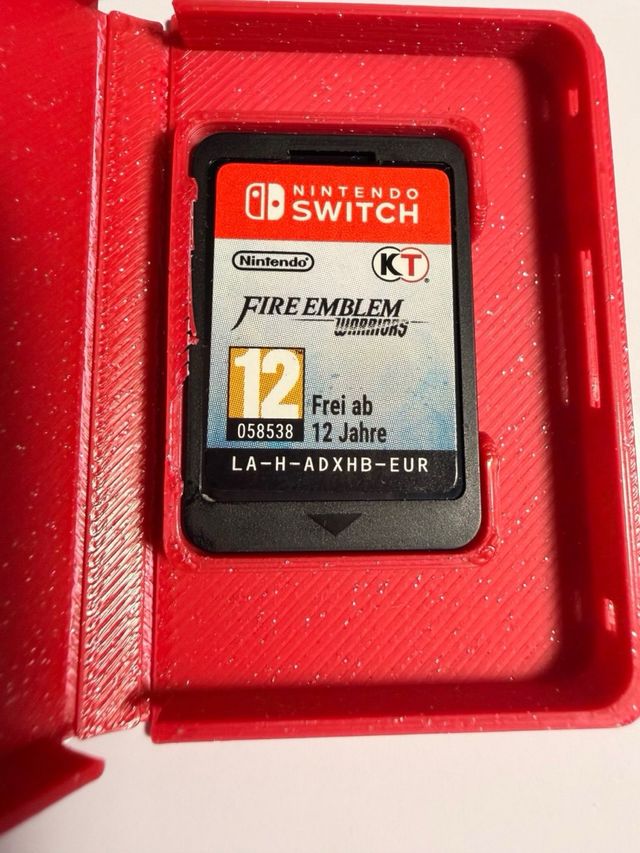 NINTENDO
SWITCH
Nintendo®
KT®
FIRE EMBLEM
WARRIORS
12
058538
Frei ab
12 Jahre
LA-H-ADXHB-EUR